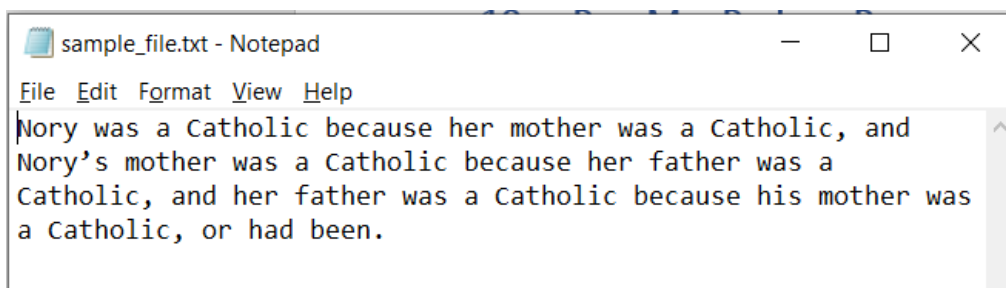 sample_file.txt - Notepad
File Edit Format View Help
Nory was a Catholic because her mother was a Catholic, and
Nory’s mother was a Catholic because her father was a
Catholic, and her father was a Catholic because his mother was
a Catholic, or had been.